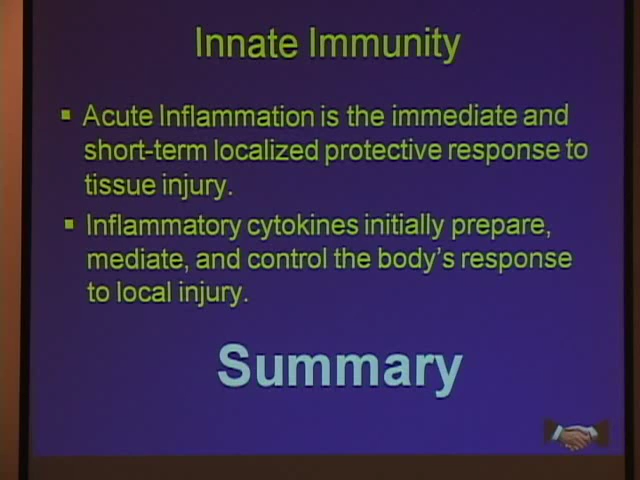 Innate Immunity
▪ Acute Inflammation is the immediate and
short-term localized protective response to
tissue injury.
▪ Inflammatory cytokines initially prepare,
mediate, and control the body's response
to local injury.
Summary